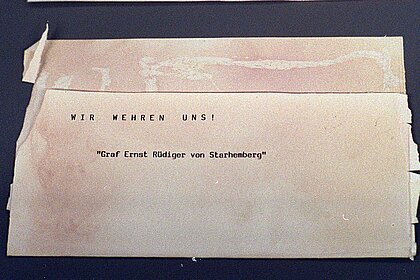 WIR WEHREN UNS!
"Graf Ernst Rüdiger von Starhemberg"